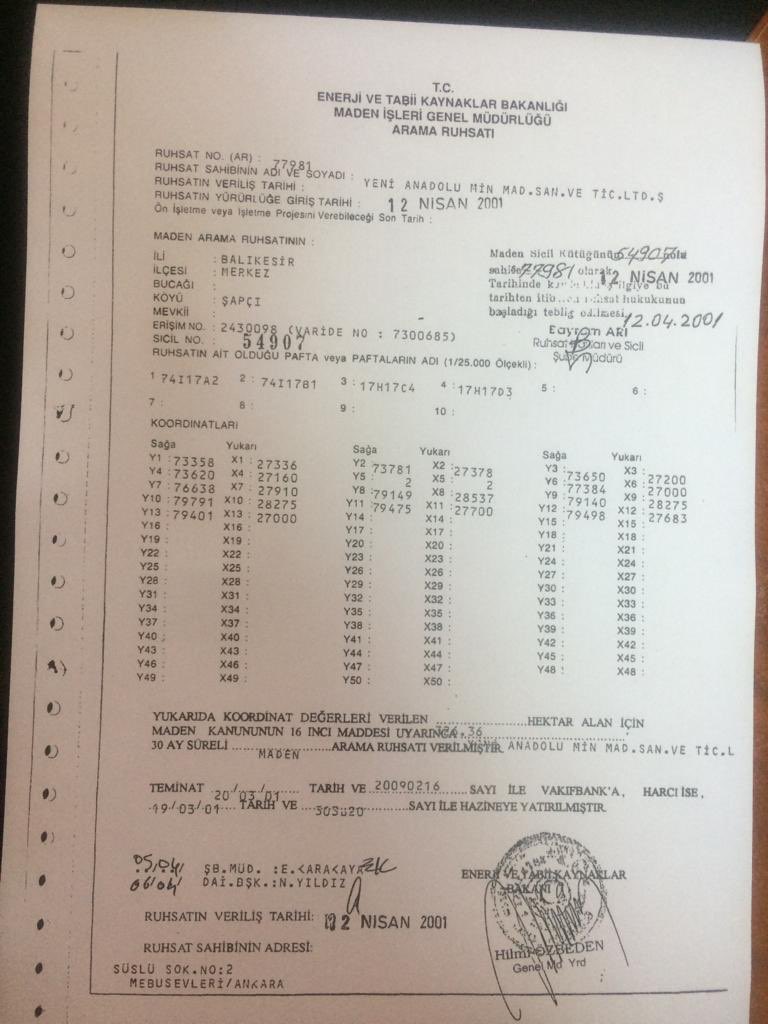 T.C.
ENERJİ VE TABİİ KAYNAKLAR BAKANLIĞI
MADEN İŞLERİ GENEL MÜDÜRLÜĞÜ
ARAMA RUHSATI
RUHSAT NO. (AR) : 77981
RUHSAT SAHİBİNİN ADI VE SOYADI : YENİ ANADOLU MİN MAD.SAN.VE TİC.LTD.Ş
RUHSATIN VERİLİŞ TARİHİ :
RUHSATIN YÜRÜRLÜĞE GİRİŞ TARİHİ : 12 NİSAN 2001
Ön İşletme veya İşletme Projesini Verebileceği Son Tarih :
MADEN ARAMA RUHSATININ :
İLİ : BALIKESİR
İLÇESİ : MERKEZ
BUCAĞI :
KÖYÜ : ŞAPÇI
MEVKİİ :
ERİŞİM NO. : 2430098 (VARİDE NO : 7300685)
SİCİL NO. : 54907
Maden Sicil Kütüğünün 54907
77981 olarak 12 NİSAN 2001
Tarihinde bu
tarihten hukukunun
başladığı tebliğ
12.04.2001
Bayram ARI
Ruhsat ve Sicil
Müdürü
RUHSATIN AİT OLDUĞU PAFTA veya PAFTALARIN ADI (1/25.000 Ölçekli) :
1 74I17A2 2 : 74I17B1 3 : 17H17C4 4 : 17H17D3 5 : 6 :
7 : 8 : 9 : 10 :
KOORDİNATLARI
Sağa Yukarı Sağa Yukarı Sağa Yukarı
Y1 : 73358 X1 : 27336 Y2 : 73781 X2 : 27378 Y3 : 73650 X3 : 27200
Y4 : 73620 X4 : 27160 Y5 : 2 X5 : 2 Y6 : 77384 X6 : 27000
Y7 : 76638 X7 : 27910 Y8 : 79149 X8 : 28537 Y9 : 79140 X9 : 28275
Y10 : 79791 X10 : 28275 Y11 : 79475 X11 : 27700 Y12 : 79498 X12 : 27683
Y13 : 79401 X13 : 27000 Y14 : X14 : Y15 : X15 :
Y16 : X16 : Y17 : X17 : Y18 : X18 :
Y19 : X19 : Y20 : X20 : Y21 : X21 :
Y22 : X22 : Y23 : X23 : Y24 : X24 :
Y25 : X25 : Y26 : X26 : Y27 : X27 :
Y28 : X28 : Y29 : X29 : Y30 : X30 :
Y31 : X31 : Y32 : X32 : Y33 : X33 :
Y34 : X34 : Y35 : X35 : Y36 : X36 :
Y37 : X37 : Y38 : X38 : Y39 : X39 :
Y40 : X40 : Y41 : X41 : Y42 : X42 :
Y43 : X43 : Y44 : X44 : Y45 : X45 :
Y46 : X46 : Y47 : X47 : Y48 : X48 :
Y49 : X49 : Y50 : X50 :
YUKARIDA KOORDİNAT DEĞERLERİ VERİLEN ........................HEKTAR ALAN İÇİN
MADEN KANUNUNUN 16 INCI MADDESİ UYARINCA
30 AY SÜRELİ MADEN ARAMA RUHSATI VERİLMİŞTİR ANADOLU MİN MAD.SAN.VE TİC.L
TEMİNAT 20/03/01 TARİH VE 20090216 SAYI İLE VAKIFBANK'A, HARCI İSE,
19/03/01 TARİH VE SAYI İLE HAZİNEYE YATIRILMIŞTIR
ŞB.MÜD. :E.KARAKAYA
DAİ.BŞK.:N.YILDIZ
ENERJİ VE TABİİ KAYNAKLAR
BAKANI
RUHSATIN VERİLİŞ TARİHİ: 12 NİSAN 2001
Hilmi ÖZBEDEN
Genel Md Yrd
RUHSAT SAHİBİNİN ADRESİ:
SÜSLÜ SOK.NO:2
MEBUSEVLERİ/ANKARA